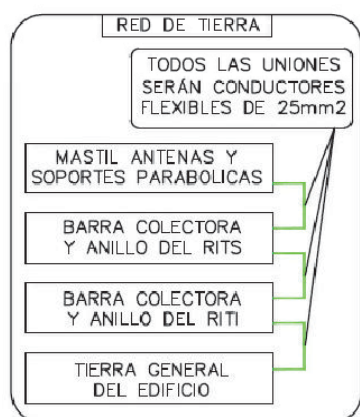 RED DE TIERRA
TODOS LAS UNIONES
SERÁN CONDUCTORES
FLEXIBLES DE 25mm2
MASTIL ANTENAS Y
SOPORTES PARABOLICAS
BARRA COLECTORA
Y ANILLO DEL RITS
BARRA COLECTORA
Y ANILLO DEL RITI
TIERRA GENERAL
DEL EDIFICIO